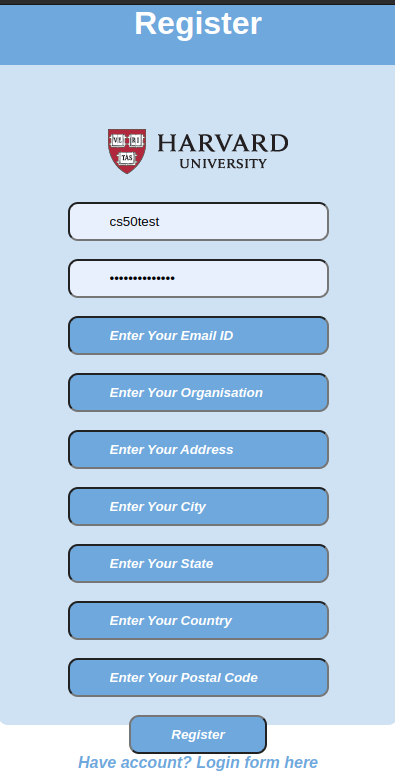 Register
VE RI
TAS
HARVARD
UNIVERSITY
cs50test
••••••••••••••
Enter Your Email ID
Enter Your Organisation
Enter Your Address
Enter Your City
Enter Your State
Enter Your Country
Enter Your Postal Code
Register
Have account? Login form here